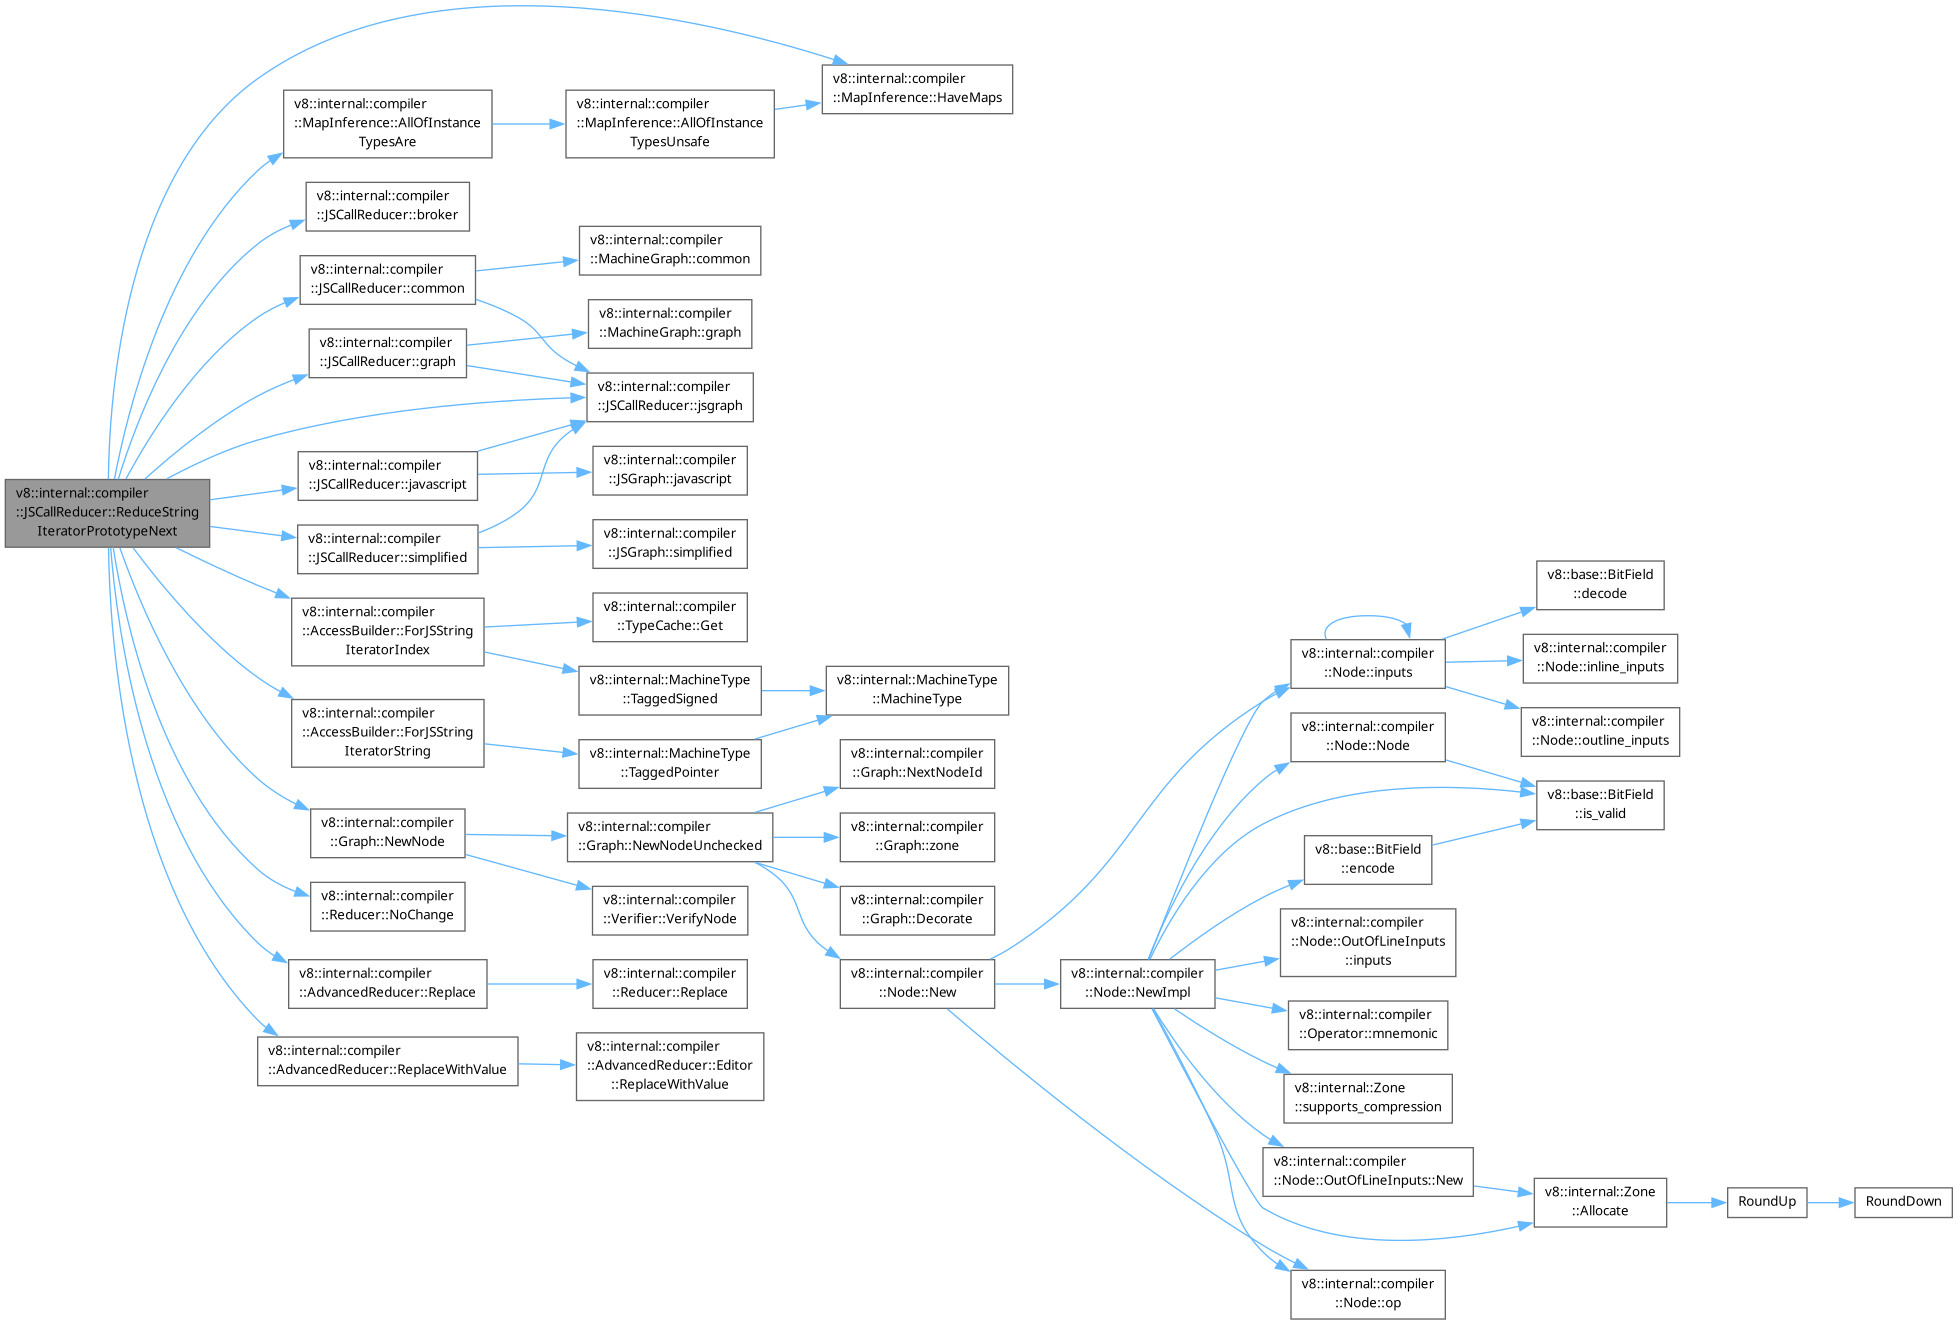 v8::internal::compiler
::JSCallReducer::ReduceString
IteratorPrototypeNext
v8::internal::compiler
::MapInference::HaveMaps
v8::internal::compiler
::MapInference::AllOfInstance
TypesAre
v8::internal::compiler
::MapInference::AllOfInstance
TypesUnsafe
v8::internal::compiler
::JSCallReducer::broker
v8::internal::compiler
::JSCallReducer::common
v8::internal::compiler
::MachineGraph::common
v8::internal::compiler
::JSCallReducer::graph
v8::internal::compiler
::MachineGraph::graph
v8::internal::compiler
::JSCallReducer::jsgraph
v8::internal::compiler
::JSCallReducer::javascript
v8::internal::compiler
::JSGraph::javascript
v8::internal::compiler
::JSCallReducer::simplified
v8::internal::compiler
::JSGraph::simplified
v8::internal::compiler
::AccessBuilder::ForJSString
IteratorIndex
v8::internal::compiler
::TypeCache::Get
v8::internal::MachineType
::TaggedSigned
v8::internal::MachineType
::MachineType
v8::internal::compiler
::AccessBuilder::ForJSString
IteratorString
v8::internal::MachineType
::TaggedPointer
v8::internal::compiler
::Graph::NewNode
v8::internal::compiler
::Graph::NewNodeUnchecked
v8::internal::compiler
::Graph::NextNodeId
v8::internal::compiler
::Graph::zone
v8::internal::compiler
::Graph::Decorate
v8::internal::compiler
::Node::New
v8::internal::compiler
::Verifier::VerifyNode
v8::internal::compiler
::Reducer::NoChange
v8::internal::compiler
::AdvancedReducer::Replace
v8::internal::compiler
::Reducer::Replace
v8::internal::compiler
::AdvancedReducer::ReplaceWithValue
v8::internal::compiler
::AdvancedReducer::Editor
::ReplaceWithValue
v8::internal::compiler
::Node::NewImpl
v8::internal::compiler
::Node::inputs
v8::base::BitField
::decode
v8::internal::compiler
::Node::inline_inputs
v8::internal::compiler
::Node::outline_inputs
v8::internal::compiler
::Node::Node
v8::base::BitField
::is_valid
v8::base::BitField
::encode
v8::internal::compiler
::Node::OutOfLineInputs
::inputs
v8::internal::compiler
::Operator::mnemonic
v8::internal::Zone
::supports_compression
v8::internal::compiler
::Node::OutOfLineInputs::New
v8::internal::Zone
::Allocate
RoundUp
RoundDown
v8::internal::compiler
::Node::op